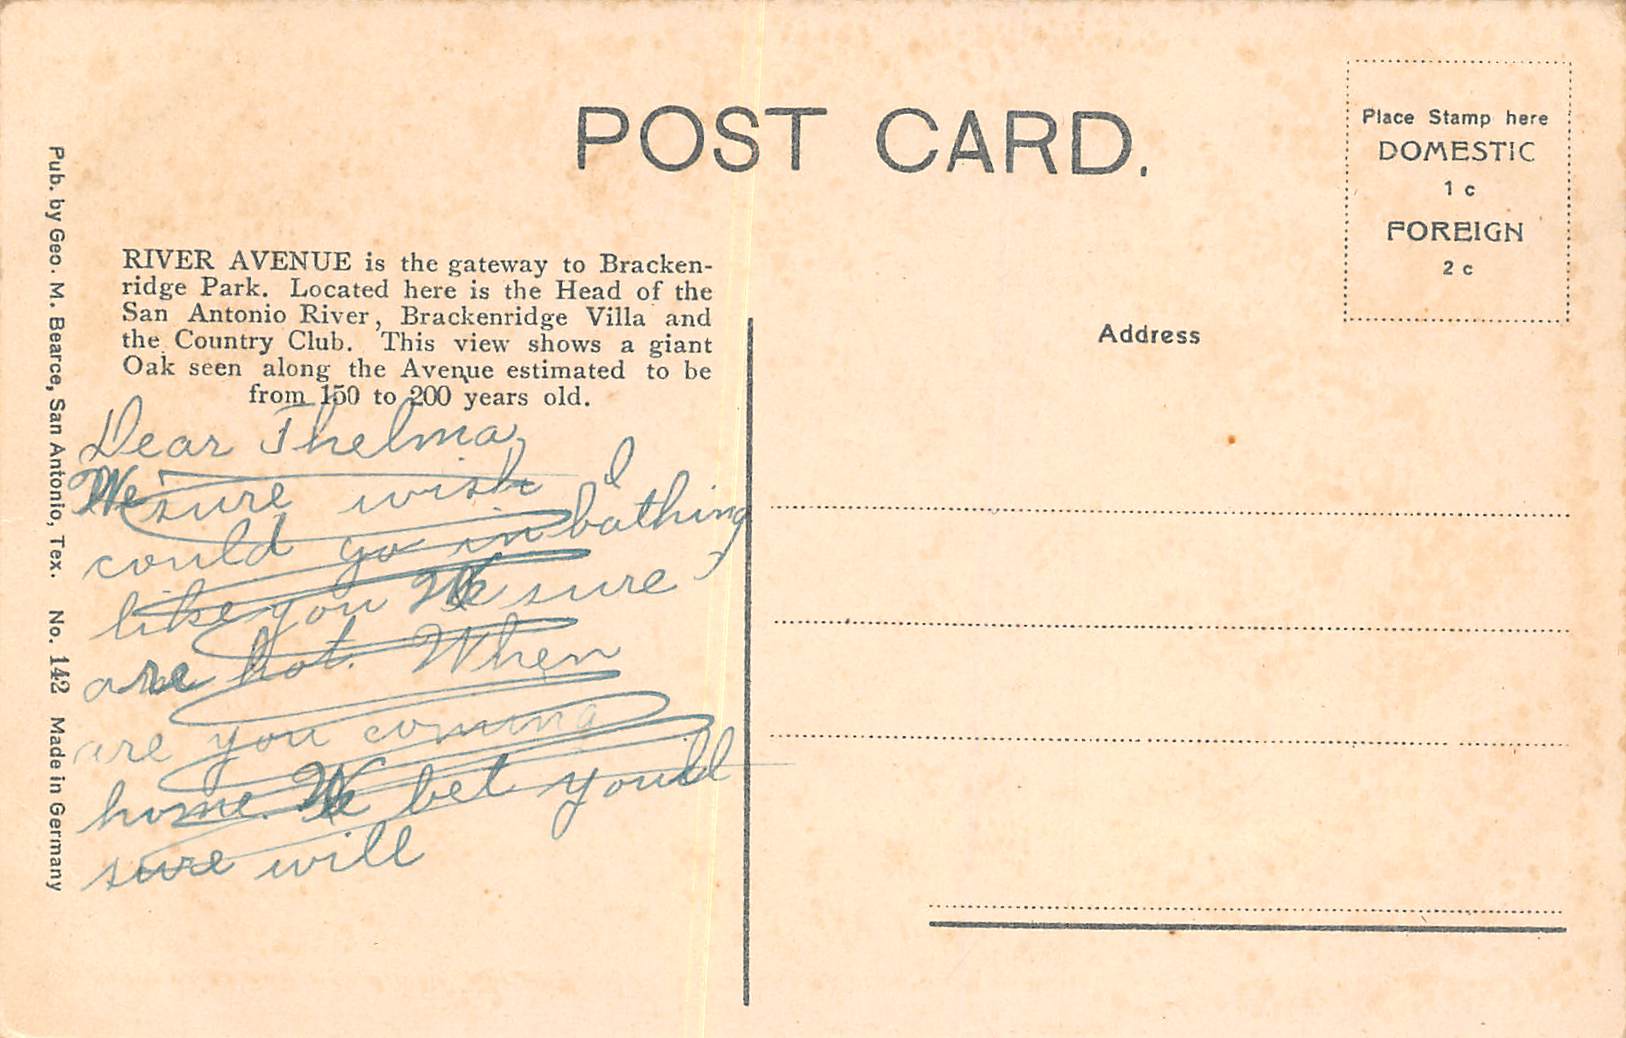 POST CARD.
Place Stamp here
DOMESTIC
1 c
FOREIGN
2 c
Address
RIVER AVENUE is the gateway to Bracken-
ridge Park. Located here is the Head of the
San Antonio River, Brackenridge Villa and
the Country Club. This view shows a giant
Oak seen along the Avenue estimated to be
from 150 to 200 years old.
Dear Thelma,
We sure wish I
could go in bathing
like you We sure
are hot. When
are you coming
home. We bet you'll
sure will
Pub. by Geo. M. Bearce, San Antonio, Tex. No. 142 Made in Germany